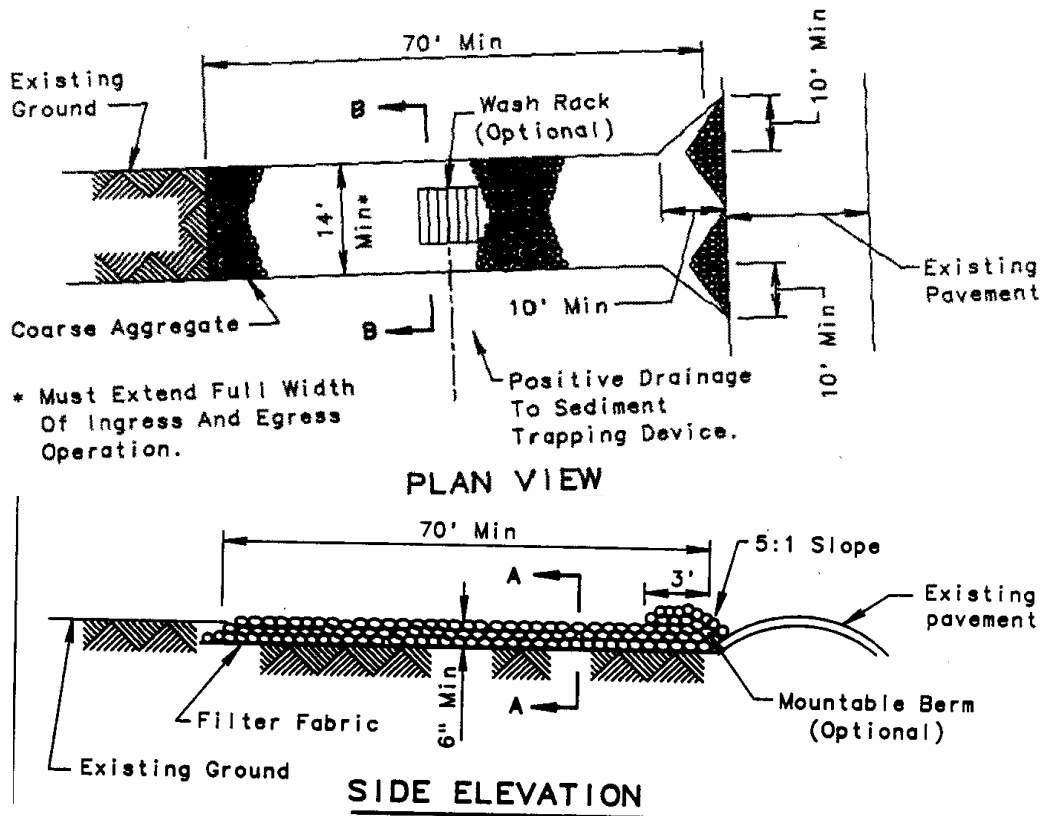 70' Min
10' Min
Existing
Ground
B
Wash Rack
(Optional)
14'
Min*
Existing
Pavement
10' Min
B
Coarse Aggregate
10' Min
Positive Drainage
To Sediment
Trapping Device.
* Must Extend Full Width
Of Ingress And Egress
Operation.
PLAN VIEW
70' Min
5:1 Slope
A
3'
Existing
pavement
6" Min
A
Filter Fabric
Mountable Berm
(Optional)
Existing Ground
SIDE ELEVATION